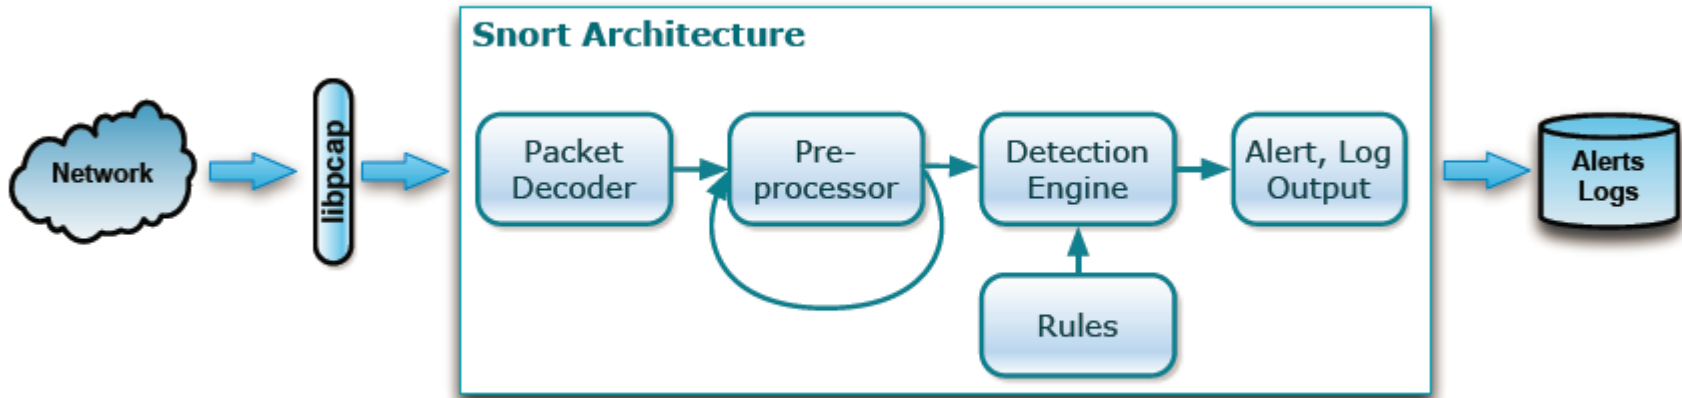 Snort Architecture
Network
libpcap
Packet
Decoder
Pre-
processor
Detection
Engine
Alert, Log
Output
Rules
Alerts
Logs